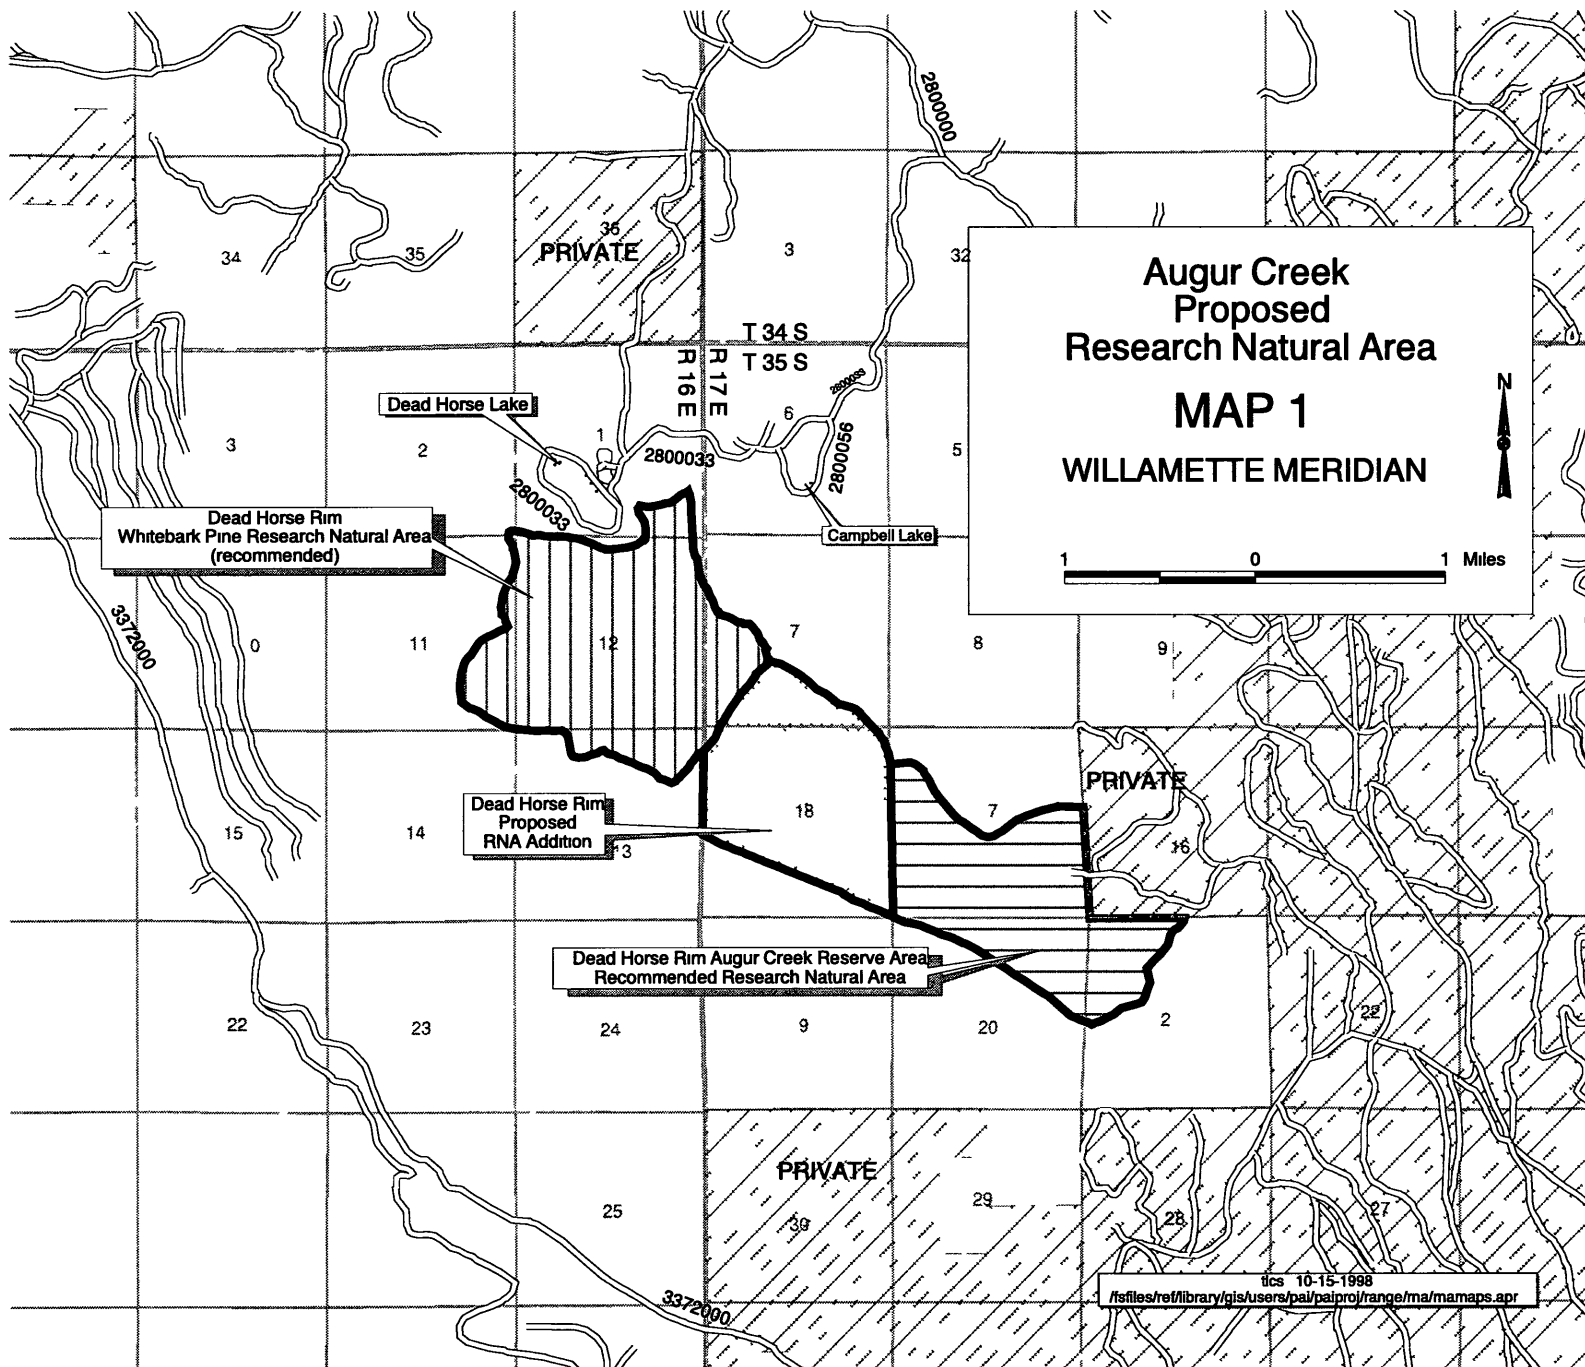 2800000
36
PRIVATE
34
35
3
32
Augur Creek
Proposed
Research Natural Area
MAP 1
WILLAMETTE MERIDIAN
N
1 0 1 Miles
T 34 S
T 35 S
R 16 E
R 17 E
2800033
Dead Horse Lake
6
3
2
1
2800033
2800056
5
2800033
Campbell Lake
Dead Horse Rim
Whitebark Pine Research Natural Area
(recommended)
3372000
0
11
12
7
8
9
PRIVATE
Dead Horse Rim
Proposed
RNA Addition
15
14
13
18
7
16
Dead Horse Rim Augur Creek Reserve Area
Recommended Research Natural Area
22
23
24
9
20
2
22
PRIVATE
25
30
29
28
27
3372000
tlcs 10-15-1998
/fsfiles/ref/library/gis/users/pai/paiproj/range/rna/rnamaps.apr